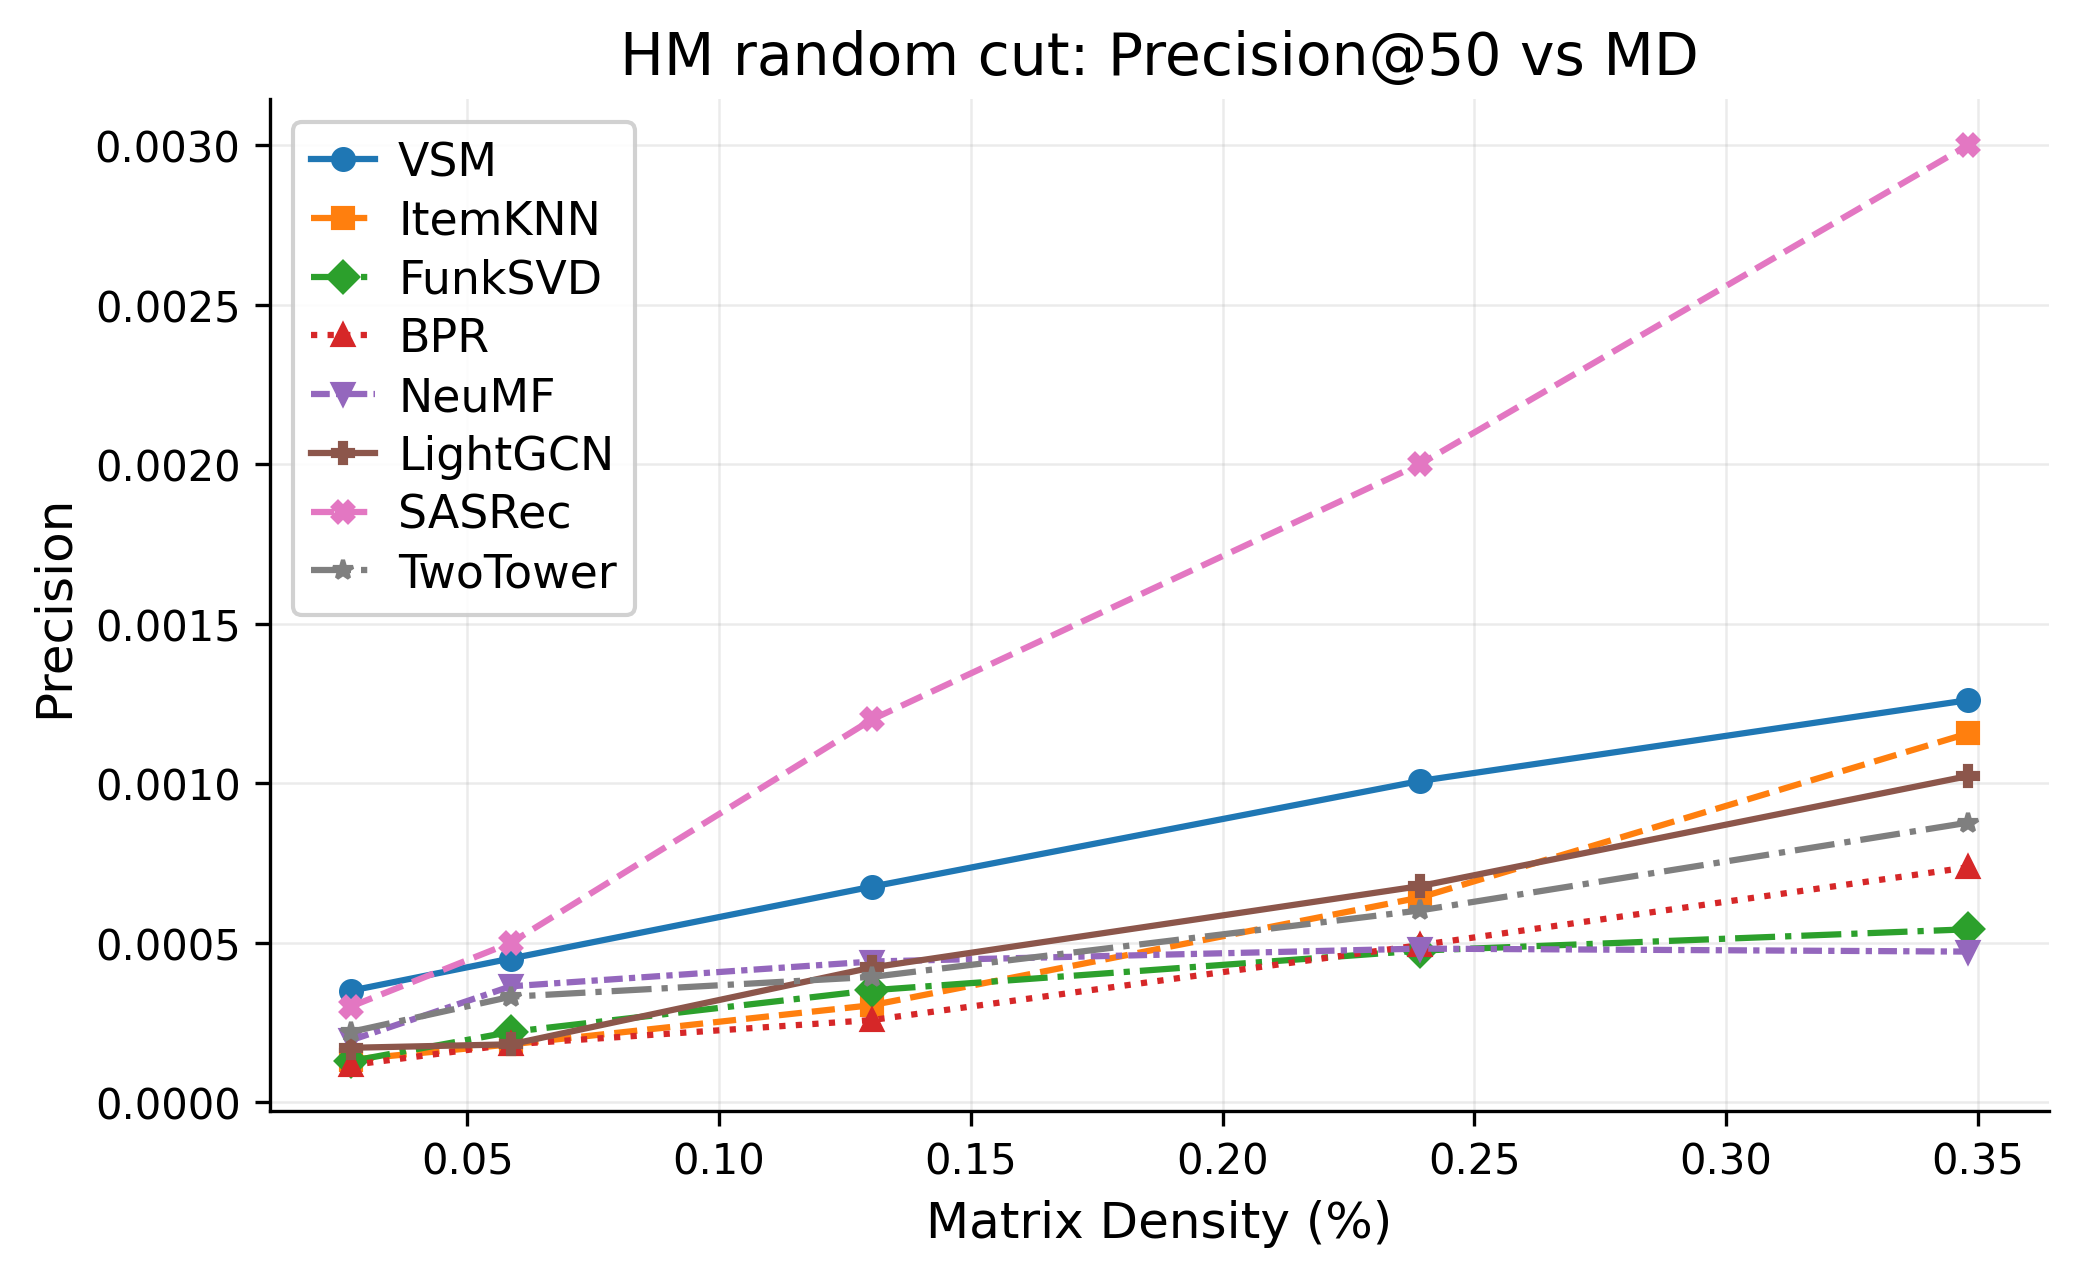 HM random cut: Precision@50 vs MD
0.0030
0.0025
0.0020
0.0015
0.0010
0.0005
0.0000
Precision
VSM
ItemKNN
FunkSVD
BPR
NeuMF
LightGCN
SASRec
TwoTower
0.05 0.10 0.15 0.20 0.25 0.30 0.35
Matrix Density (%)